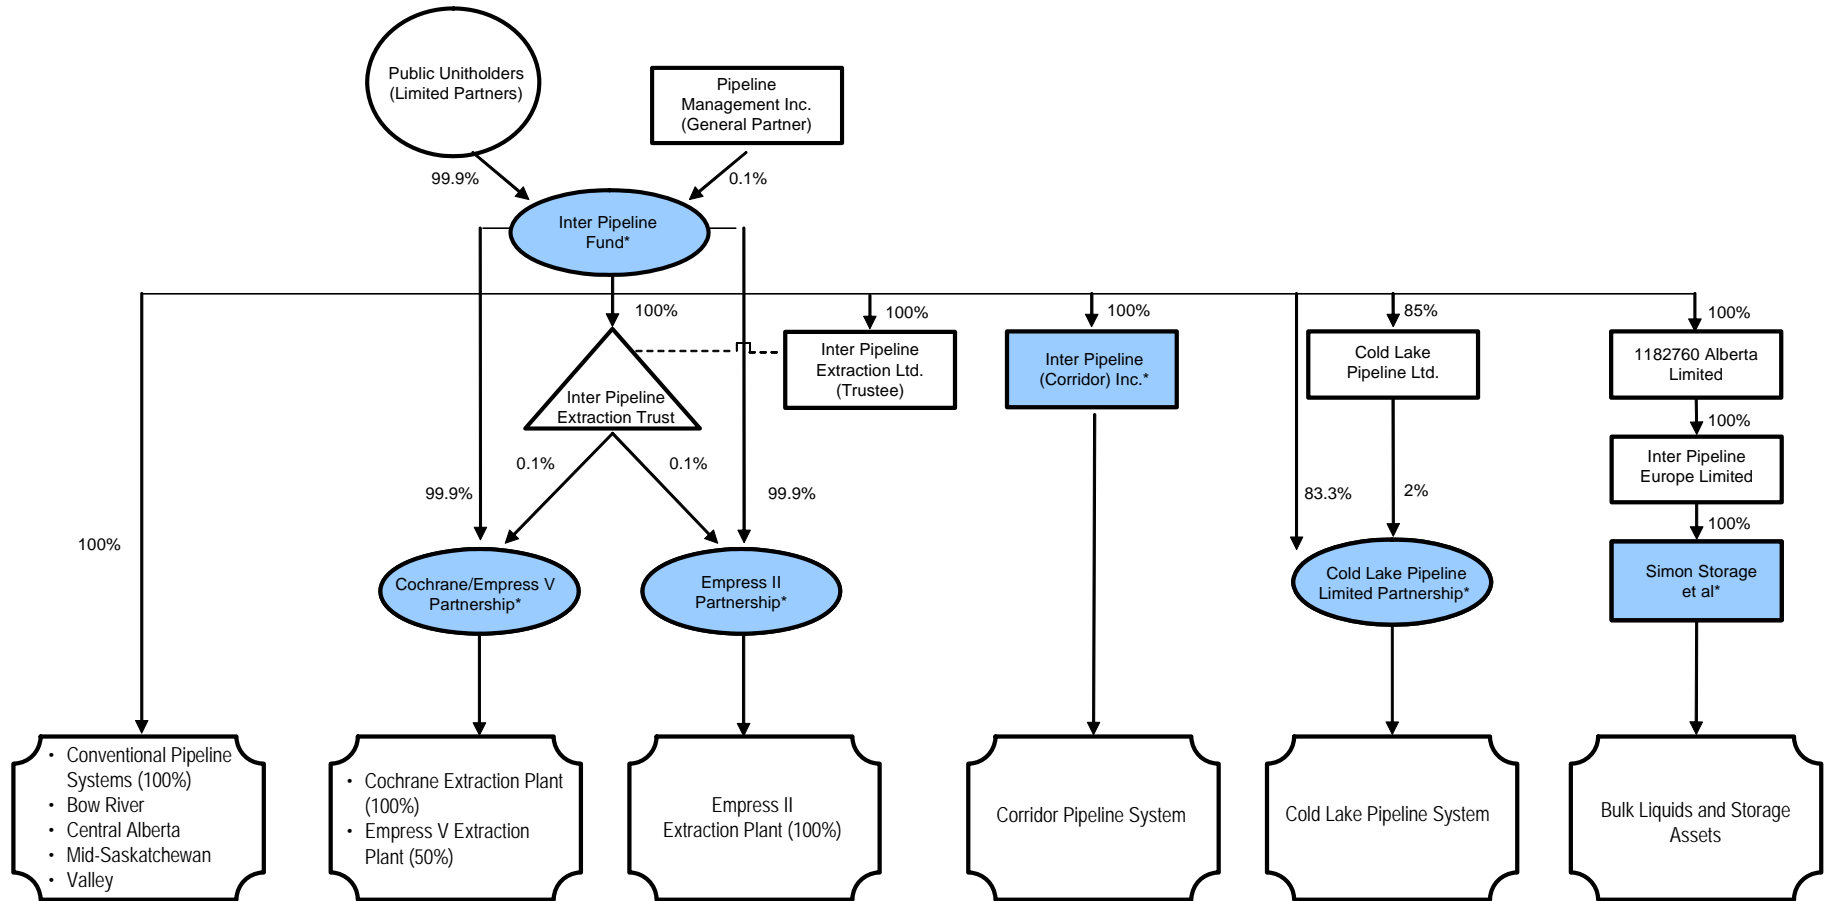 Public Unitholders
(Limited Partners)
Pipeline
Management Inc.
(General Partner)
99.9%
0.1%
Inter Pipeline
Fund*
100%
100%
100%
85%
100%
Inter Pipeline
Extraction Trust
Inter Pipeline
Extraction Ltd.
(Trustee)
Inter Pipeline
(Corridor) Inc.*
Cold Lake
Pipeline Ltd.
1182760 Alberta
Limited
100%
Inter Pipeline
Europe Limited
0.1%
0.1%
99.9%
99.9%
83.3%
2%
100%
100%
Cochrane/Empress V
Partnership*
Empress II
Partnership*
Cold Lake Pipeline
Limited Partnership*
Simon Storage
et al*
• Conventional Pipeline
Systems (100%)
• Bow River
• Central Alberta
• Mid-Saskatchewan
• Valley
• Cochrane Extraction Plant
(100%)
• Empress V Extraction
Plant (50%)
Empress II
Extraction Plant (100%)
Corridor Pipeline System
Cold Lake Pipeline System
Bulk Liquids and Storage
Assets